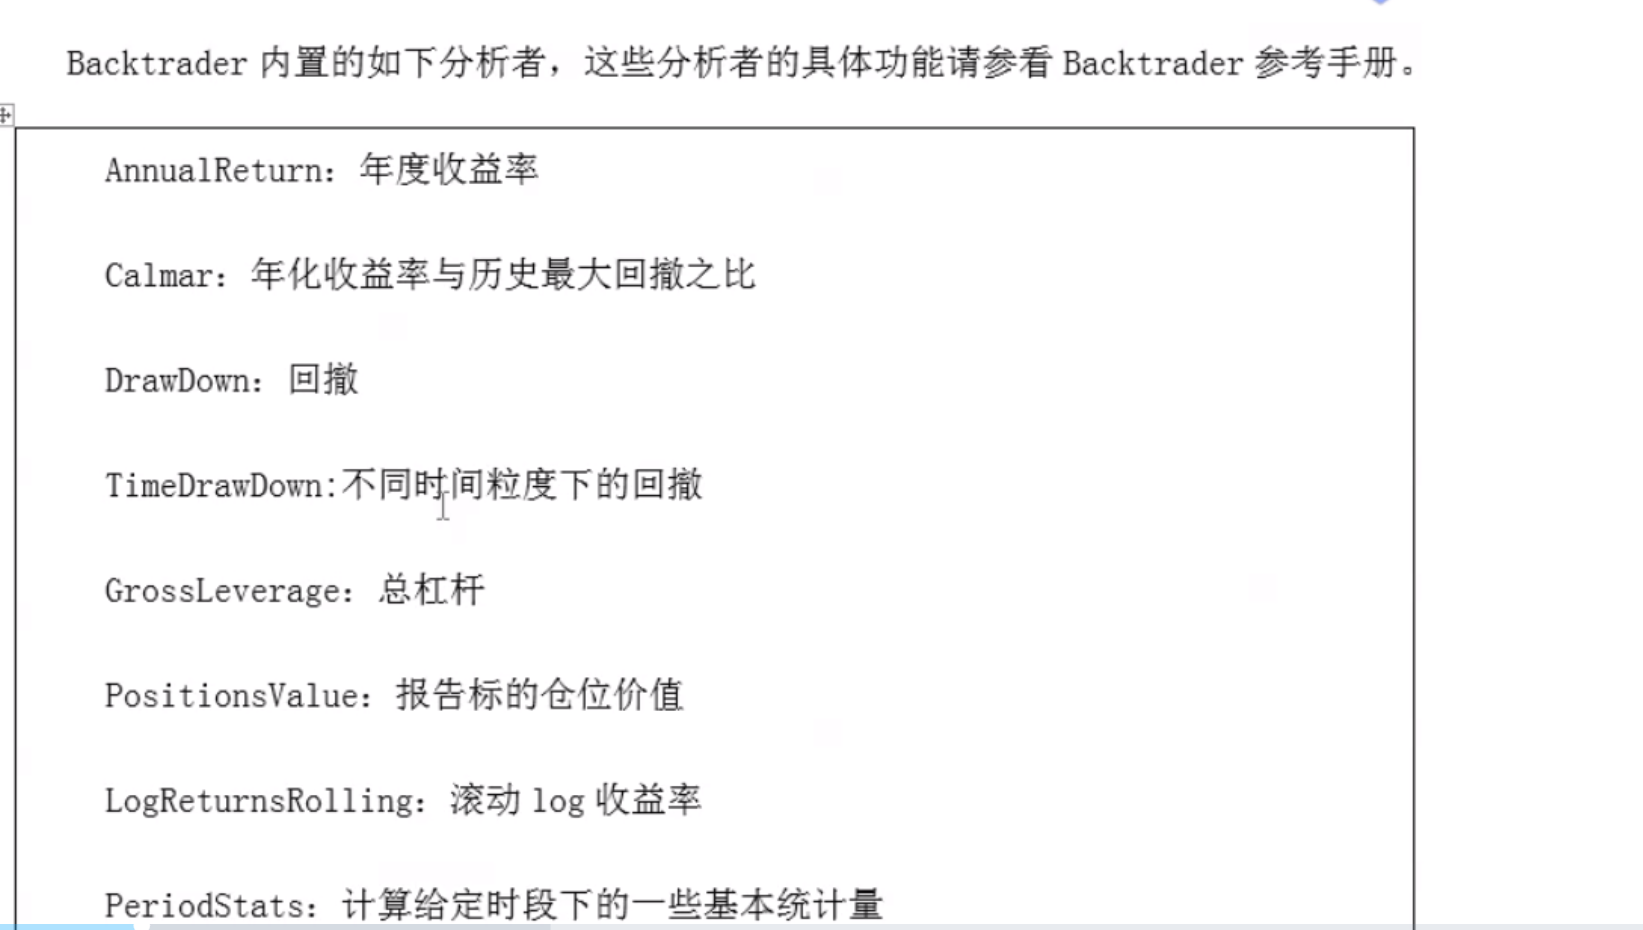 Backtrader 内置的如下分析者，这些分析者的具体功能请参看 Backtrader 参考手册。
AnnualReturn：年度收益率
Calmar：年化收益率与历史最大回撤之比
DrawDown：回撤
TimeDrawDown:不同时间粒度下的回撤
GrossLeverage：总杠杆
PositionsValue：报告标的仓位价值
LogReturnsRolling：滚动 log 收益率
PeriodStats：计算给定时段下的一些基本统计量